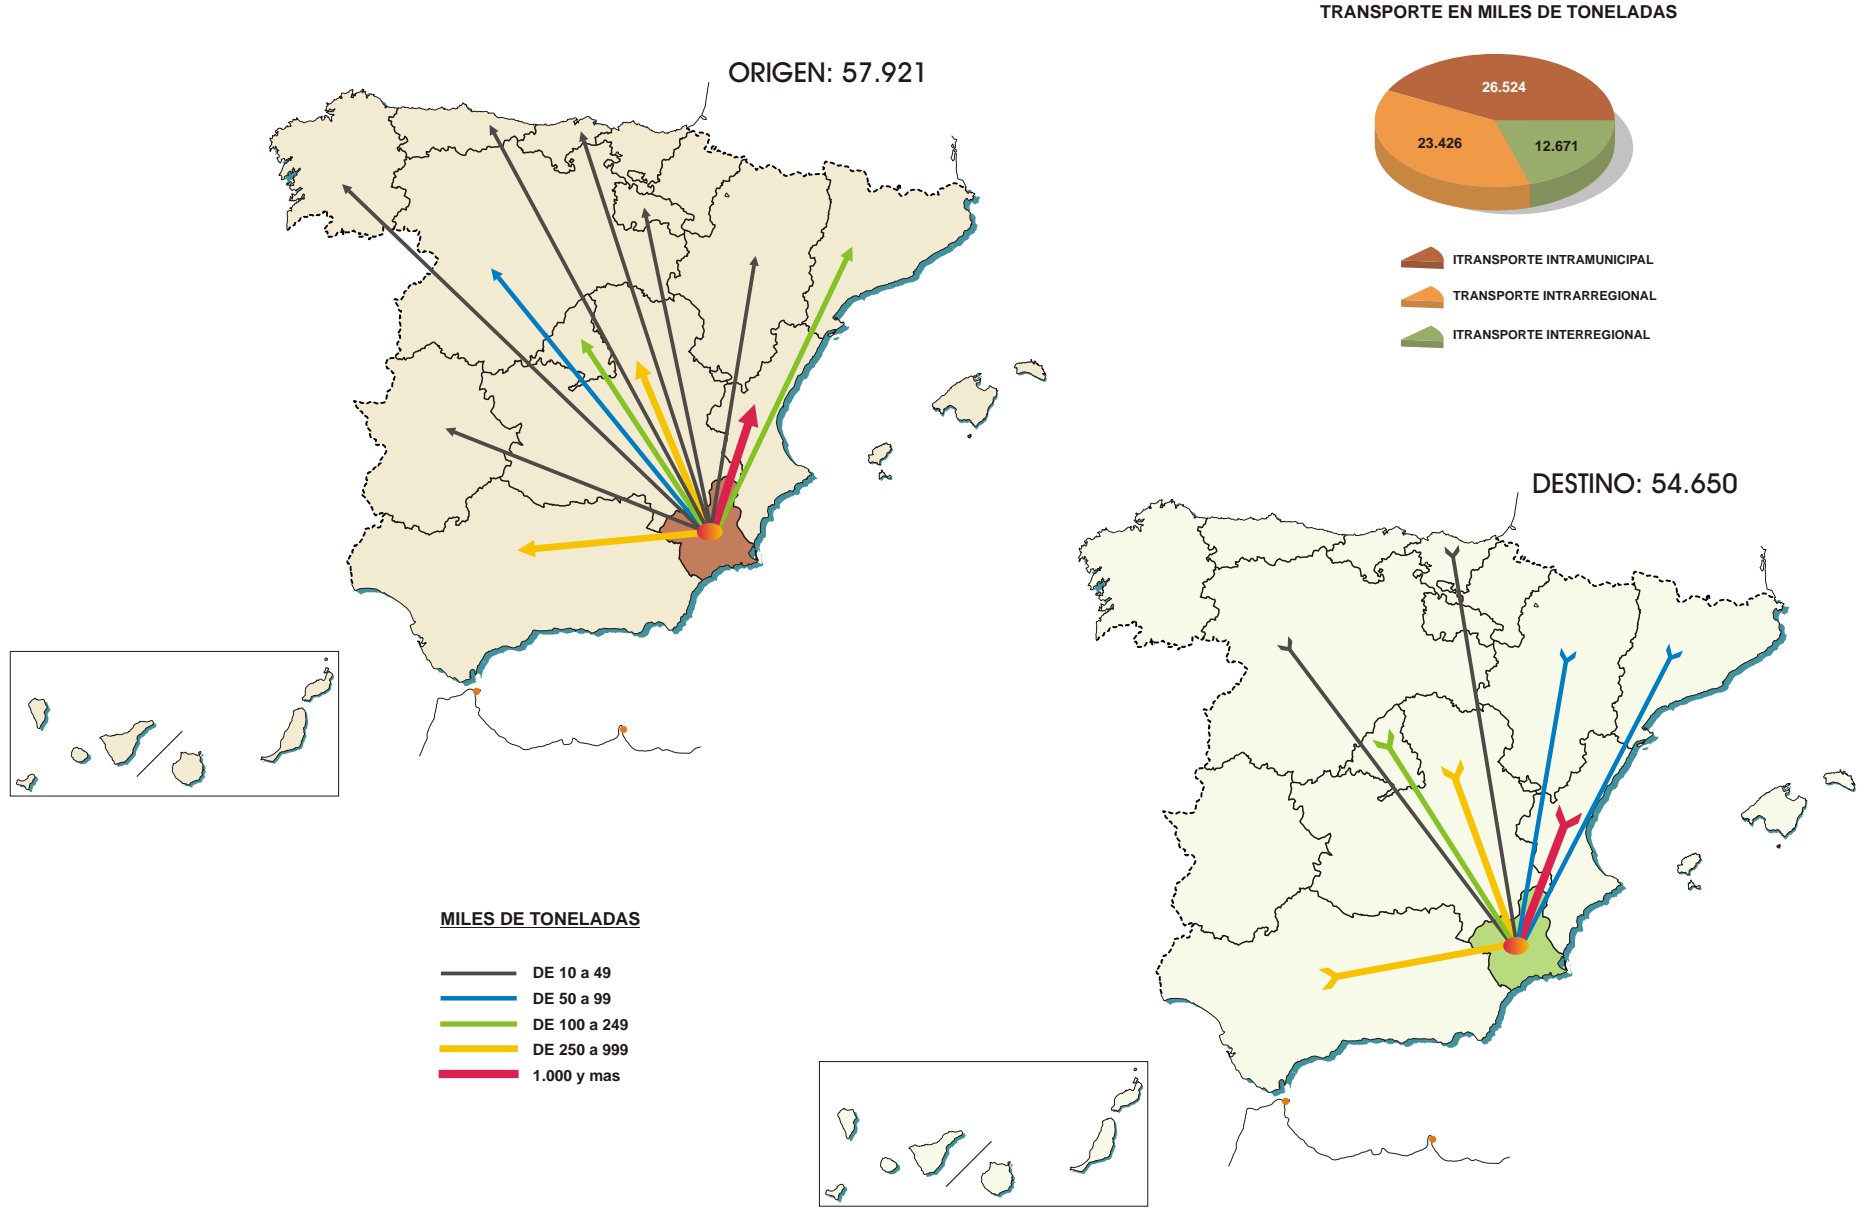 TRANSPORTE EN MILES DE TONELADAS
ORIGEN: 57.921
26.524
23.426
12.671
ITRANSPORTE INTRAMUNICIPAL
TRANSPORTE INTRARREGIONAL
ITRANSPORTE INTERREGIONAL
DESTINO: 54.650
MILES DE TONELADAS
DE 10 a 49
DE 50 a 99
DE 100 a 249
DE 250 a 999
1.000 y mas